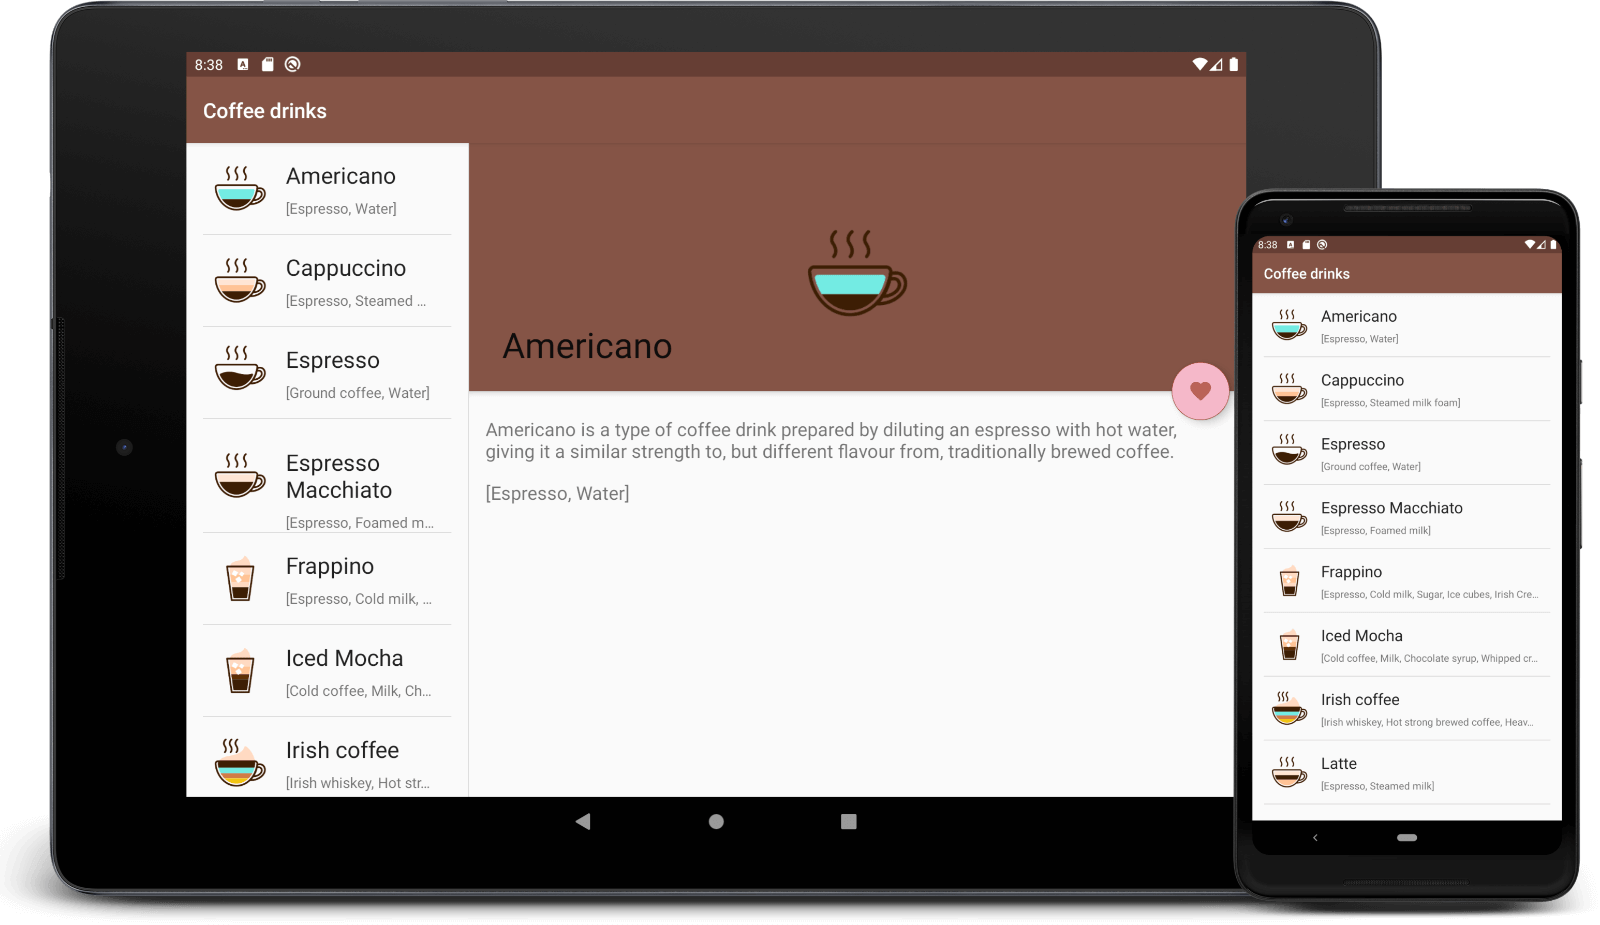 8:38
Coffee drinks
Americano
[Espresso, Water]
Cappuccino
[Espresso, Steamed ...
Espresso
[Ground coffee, Water]
Espresso
Macchiato
[Espresso, Foamed m...
Frappino
[Espresso, Cold milk, ...
Iced Mocha
[Cold coffee, Milk, Ch...
Irish coffee
[Irish whiskey, Hot str...
Americano
Americano is a type of coffee drink prepared by diluting an espresso with hot water,
giving it a similar strength to, but different flavour from, traditionally brewed coffee.
[Espresso, Water]
8:38
Coffee drinks
Americano
[Espresso, Water]
Cappuccino
[Espresso, Steamed milk foam]
Espresso
[Ground coffee, Water]
Espresso Macchiato
[Espresso, Foamed milk]
Frappino
[Espresso, Cold milk, Sugar, Ice cubes, Irish Cre...
Iced Mocha
[Cold coffee, Milk, Chocolate syrup, Whipped cr...
Irish coffee
[Irish whiskey, Hot strong brewed coffee, Heav...
Latte
[Espresso, Steamed milk]